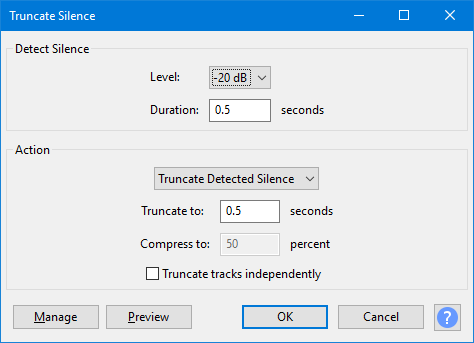 Truncate Silence
Detect Silence
Level: -20 dB
Duration: 0.5 seconds
Action
Truncate Detected Silence
Truncate to: 0.5 seconds
Compress to: 50 percent
Truncate tracks independently
Manage Preview OK Cancel ?